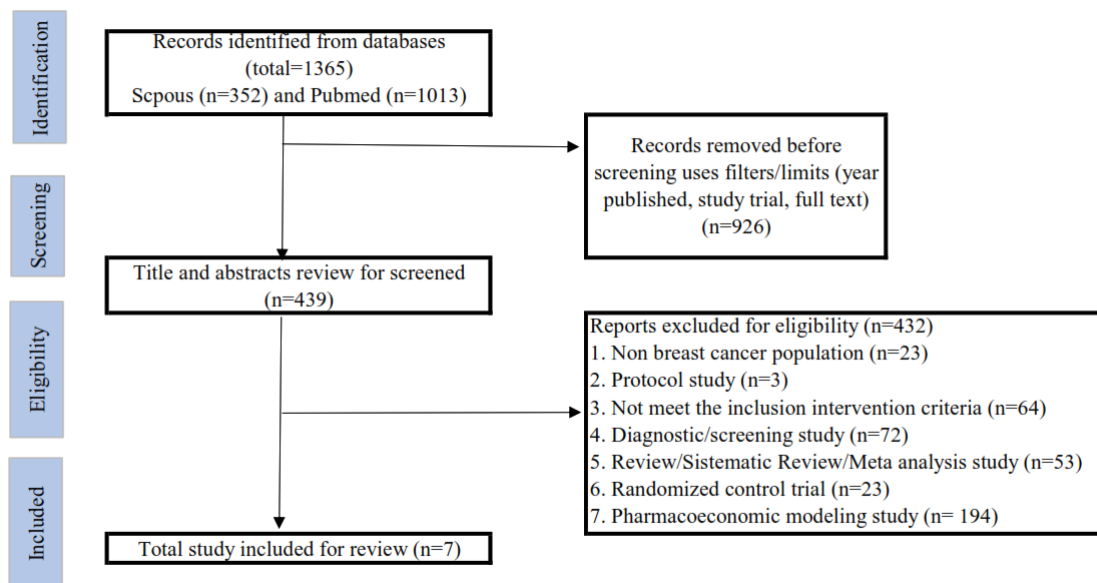 Identification
Records identified from databases
(total=1365)
Scpous (n=352) and Pubmed (n=1013)
Records removed before
screening uses filters/limits (year
published, study trial, full text)
(n=926)
Screening
Title and abstracts review for screened
(n=439)
Eligibility
Reports excluded for eligibility (n=432)
1. Non breast cancer population (n=23)
2. Protocol study (n=3)
3. Not meet the inclusion intervention criteria (n=64)
4. Diagnostic/screening study (n=72)
5. Review/Sistematic Review/Meta analysis study (n=53)
6. Randomized control trial (n=23)
7. Pharmacoeconomic modeling study (n= 194)
Included
Total study included for review (n=7)